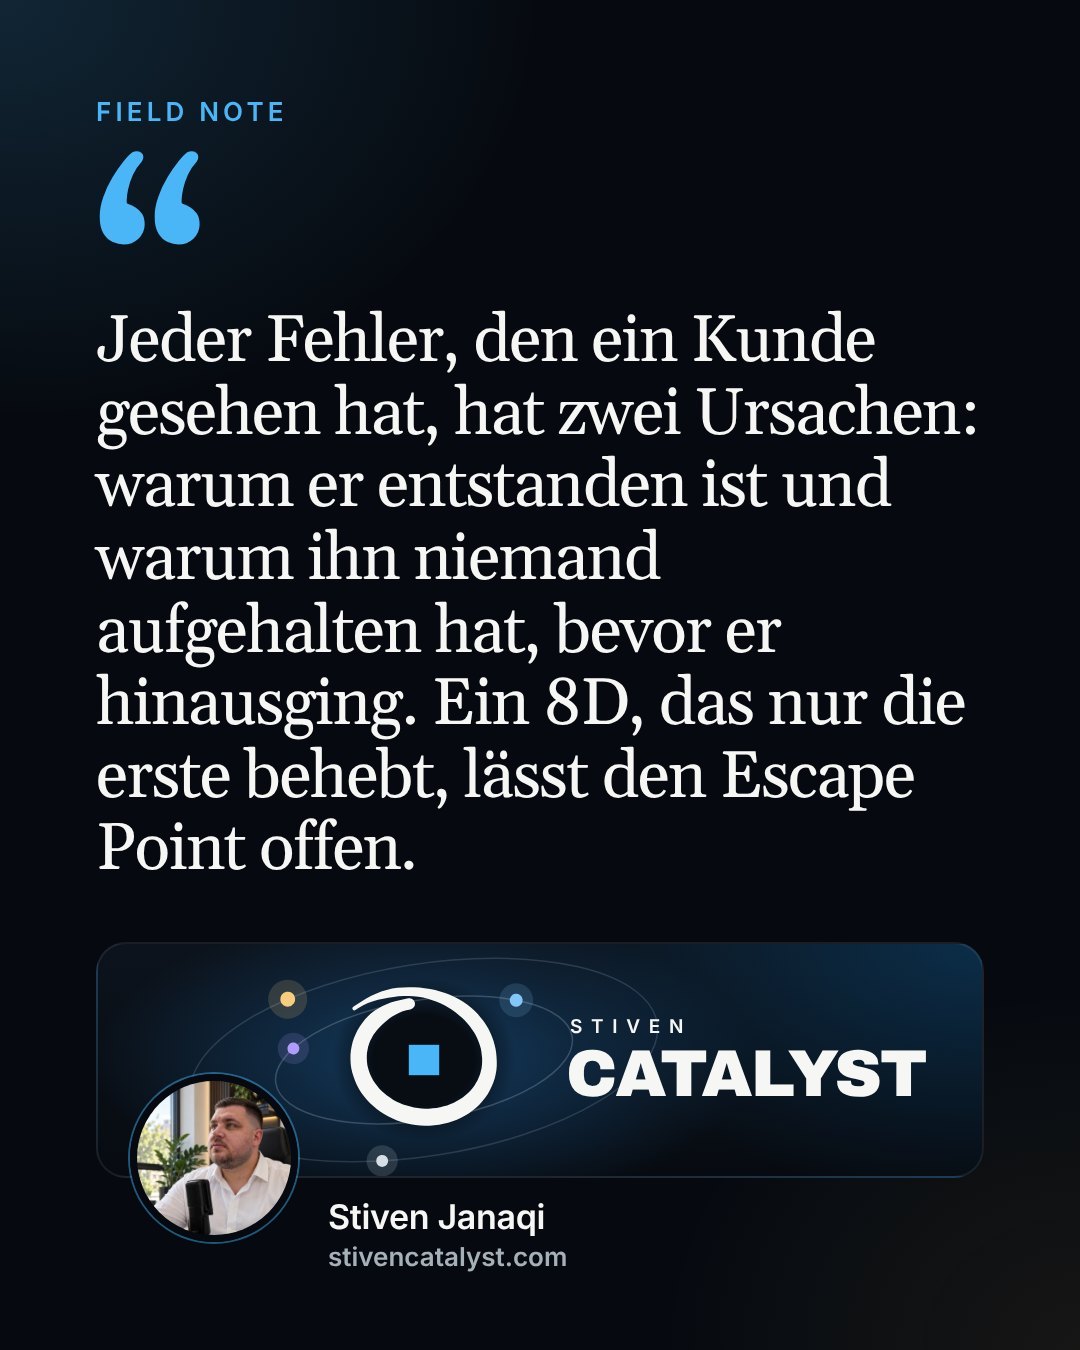 FIELD NOTE
“
Jeder Fehler, den ein Kunde
gesehen hat, hat zwei Ursachen:
warum er entstanden ist und
warum ihn niemand
aufgehalten hat, bevor er
hinausging. Ein 8D, das nur die
erste behebt, lässt den Escape
Point offen.
STIVEN
CATALYST
Stiven Janaqi
stivencatalyst.com